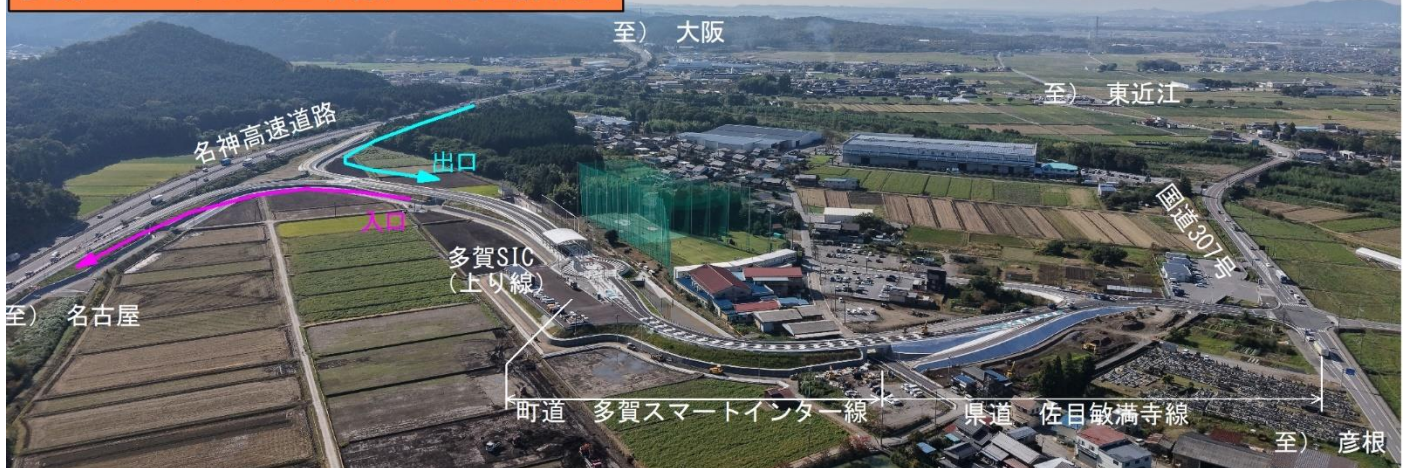 至） 大阪
至） 東近江
名神高速道路
出口
入口
国道307号
多賀SIC
（上り線）
至） 名古屋
町道 多賀スマートインター線
県道 佐目敏満寺線
至） 彦根